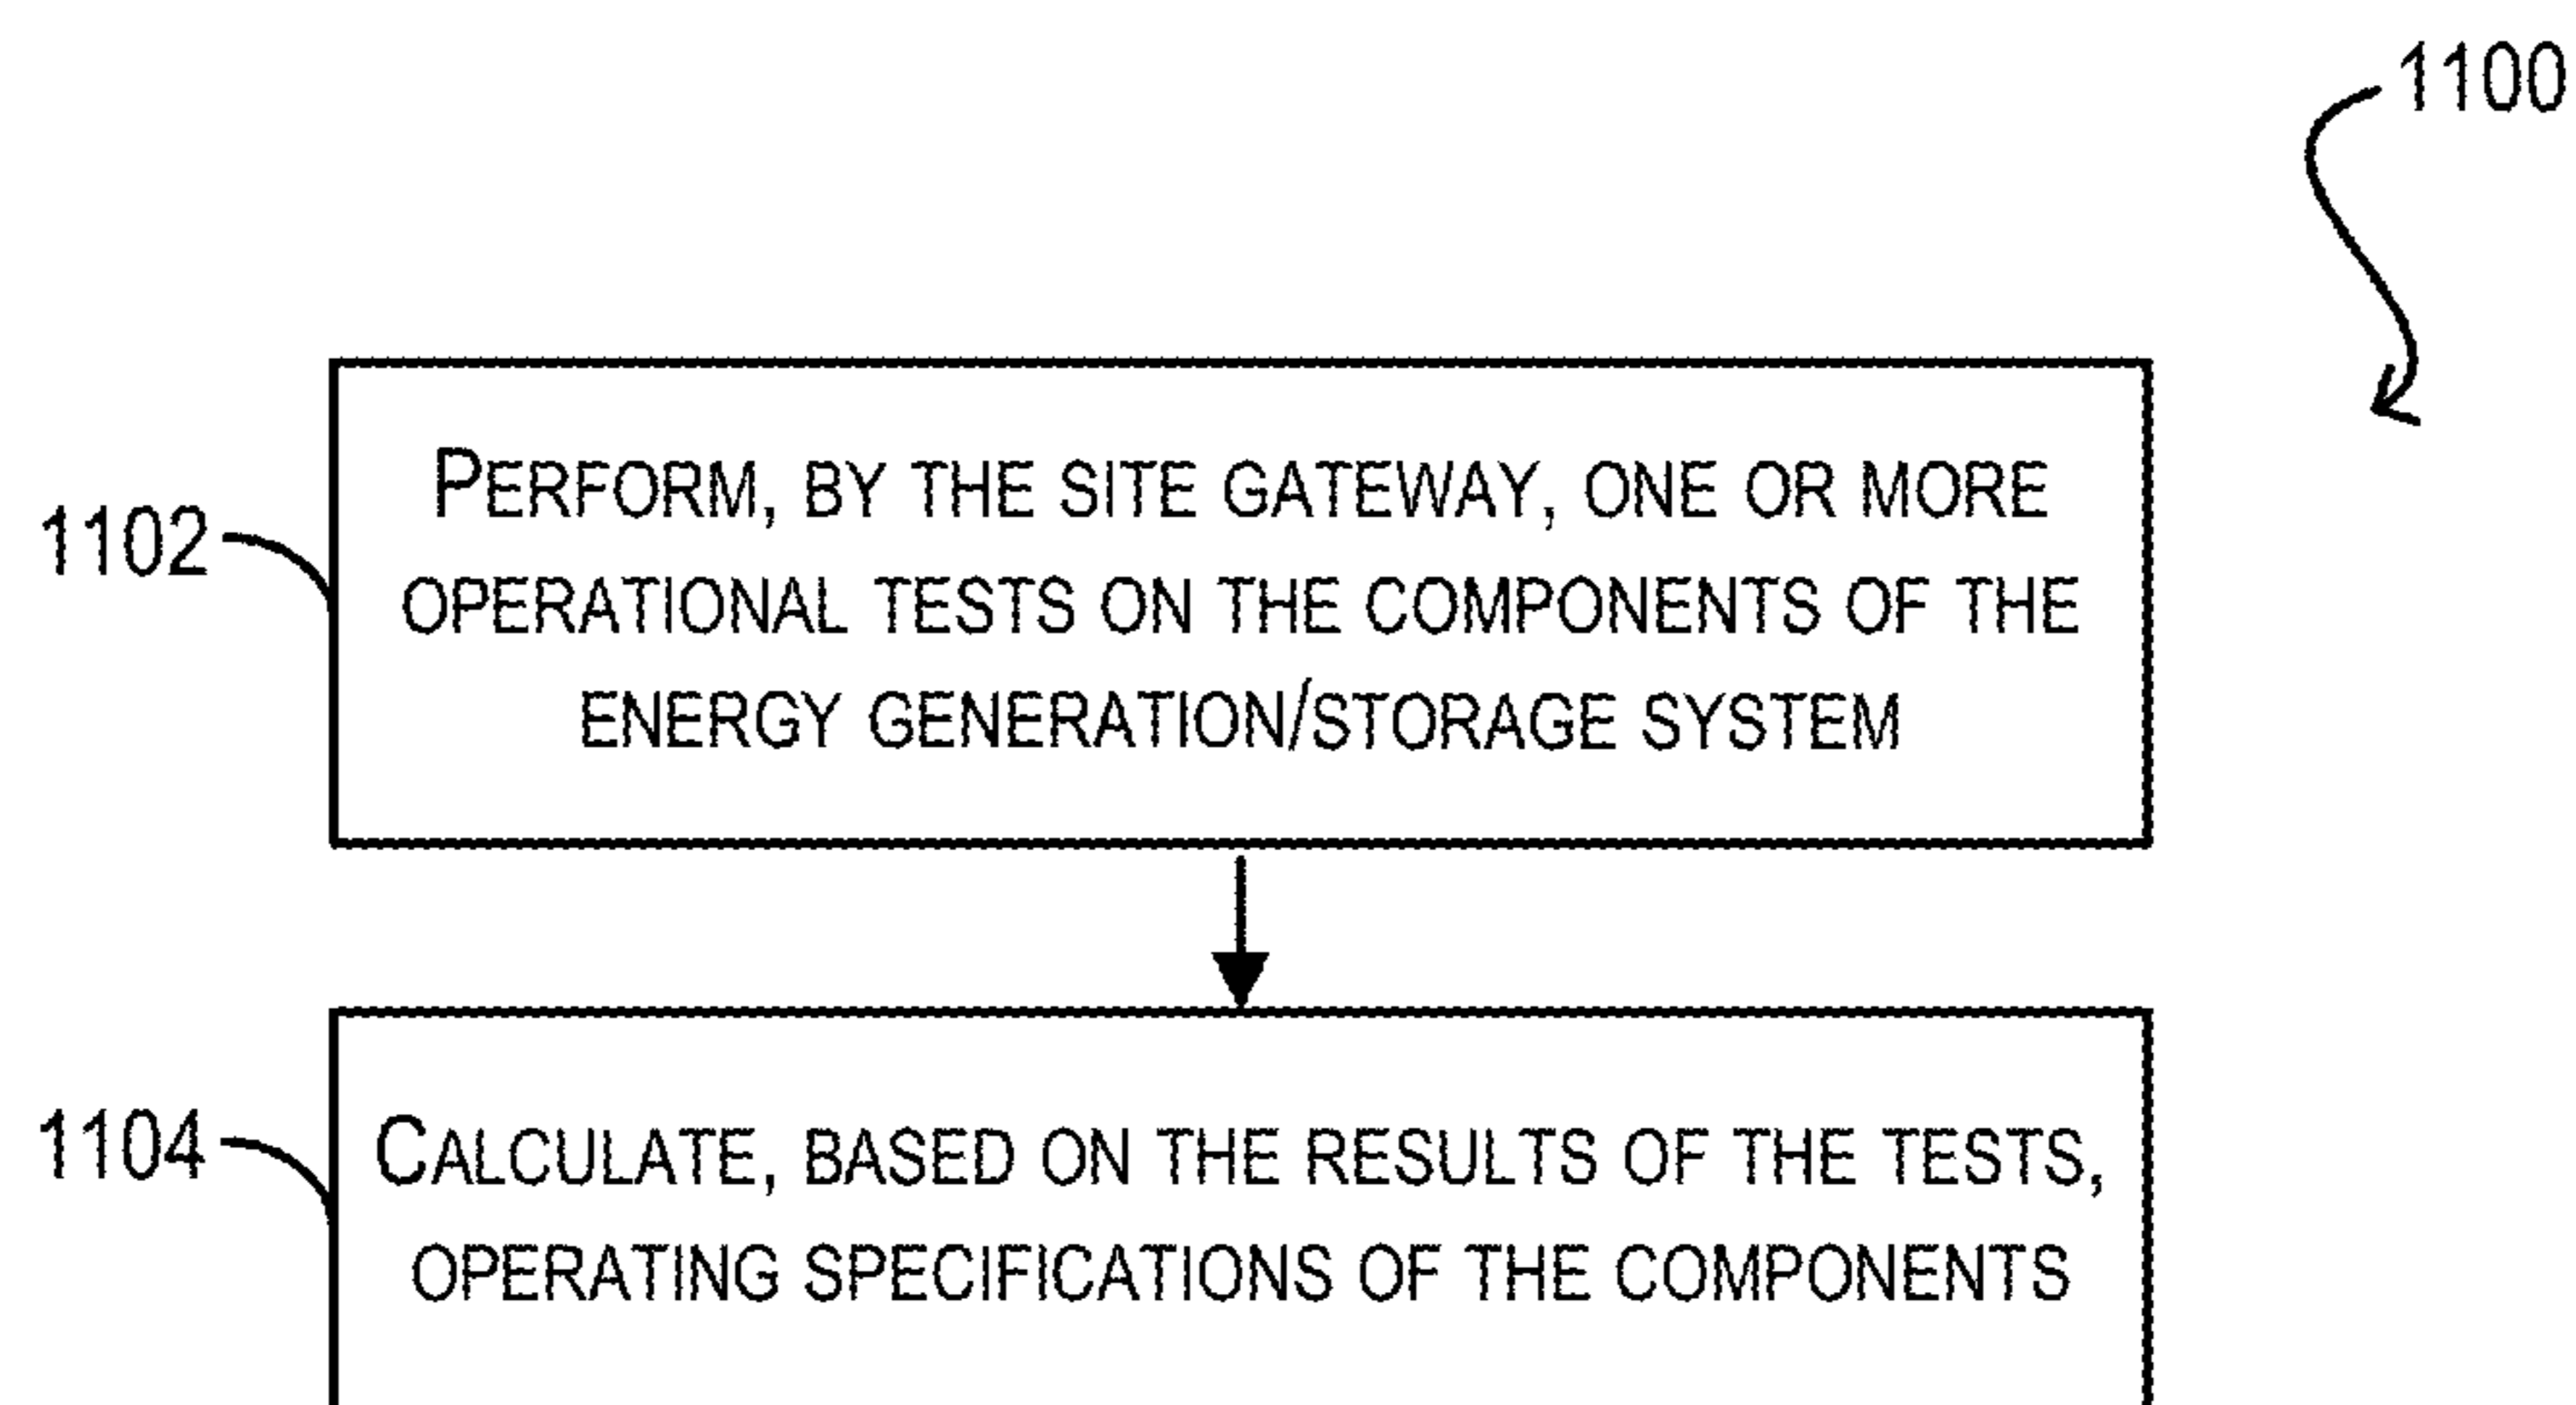 1100
1102
PERFORM, BY THE SITE GATEWAY, ONE OR MORE
OPERATIONAL TESTS ON THE COMPONENTS OF THE
ENERGY GENERATION/STORAGE SYSTEM
1104
CALCULATE, BASED ON THE RESULTS OF THE TESTS,
OPERATING SPECIFICATIONS OF THE COMPONENTS